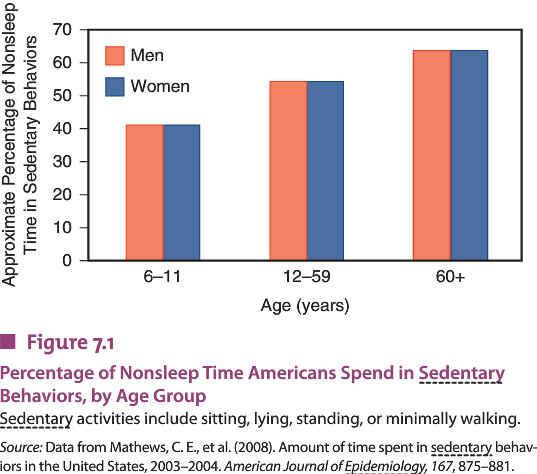 Approximate Percentage of Nonsleep
Time in Sedentary Behaviors
70
60
50
40
30
20
10
0
Men
Women
6–11
12–59
60+
Age (years)
Figure 7.1
Percentage of Nonsleep Time Americans Spend in Sedentary
Behaviors, by Age Group
Sedentary activities include sitting, lying, standing, or minimally walking.
Source: Data from Mathews, C. E., et al. (2008). Amount of time spent in sedentary behav-
iors in the United States, 2003–2004. American Journal of Epidemiology, 167, 875–881.